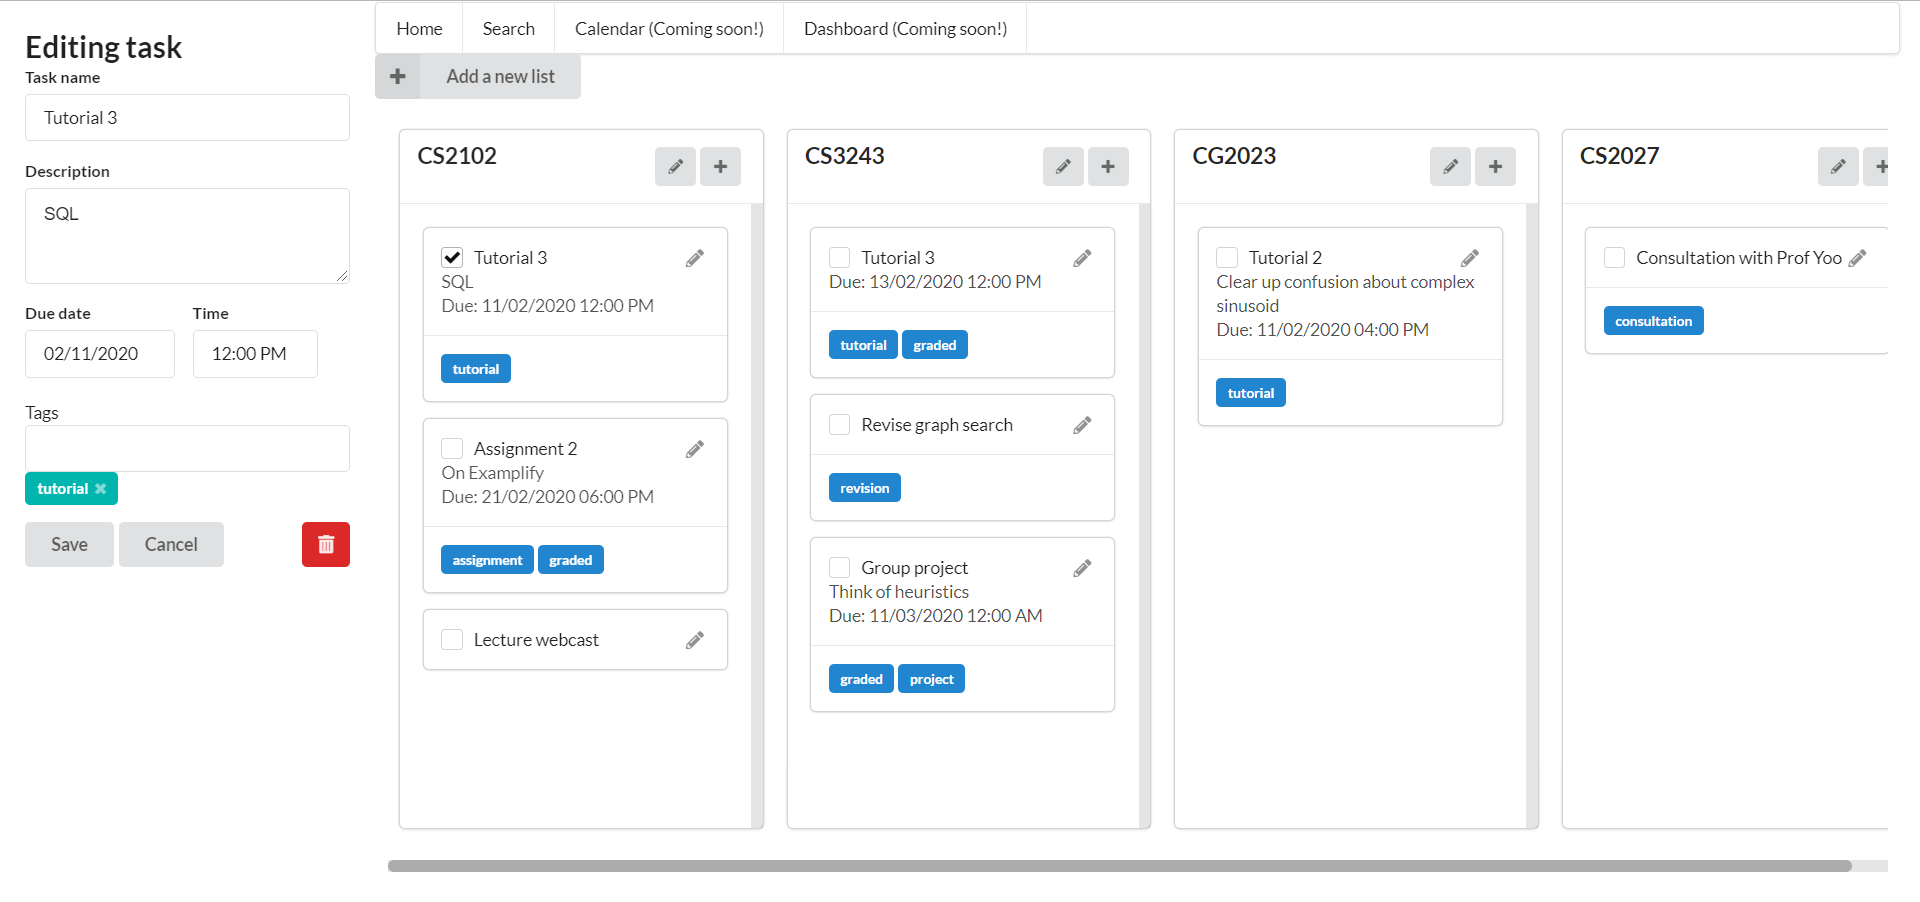 Editing task
Task name
Tutorial 3
Description
SQL
Due date Time
02/11/2020 12:00 PM
Tags
tutorial
Save Cancel
Home Search Calendar (Coming soon!) Dashboard (Coming soon!)
Add a new list
CS2102
Tutorial 3
SQL
Due: 11/02/2020 12:00 PM
tutorial
Assignment 2
On Examplify
Due: 21/02/2020 06:00 PM
assignment graded
Lecture webcast
CS3243
Tutorial 3
Due: 13/02/2020 12:00 PM
tutorial graded
Revise graph search
revision
Group project
Think of heuristics
Due: 11/03/2020 12:00 AM
graded project
CG2023
Tutorial 2
Clear up confusion about complex
sinusoid
Due: 11/02/2020 04:00 PM
tutorial
CS2027
Consultation with Prof Yoo
consultation